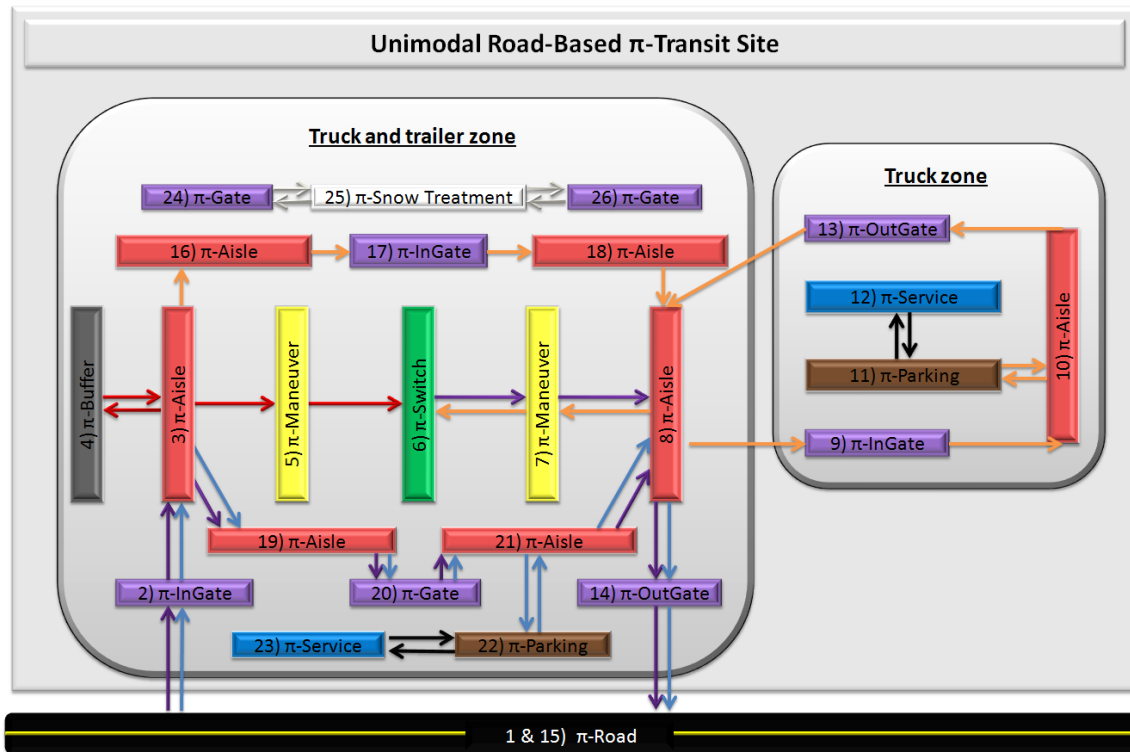 Unimodal Road-Based π-Transit Site
Truck and trailer zone
24) π-Gate
25) π-Snow Treatment
26) π-Gate
16) π-Aisle
17) π-InGate
18) π-Aisle
4) π-Buffer
3) π-Aisle
5) π-Maneuver
6) π-Switch
7) π-Maneuver
8) π-Aisle
19) π-Aisle
21) π-Aisle
2) π-InGate
20) π-Gate
14) π-OutGate
23) π-Service
22) π-Parking
Truck zone
13) π-OutGate
12) π-Service
10) π-Aisle
11) π-Parking
9) π-InGate
1 & 15) π-Road